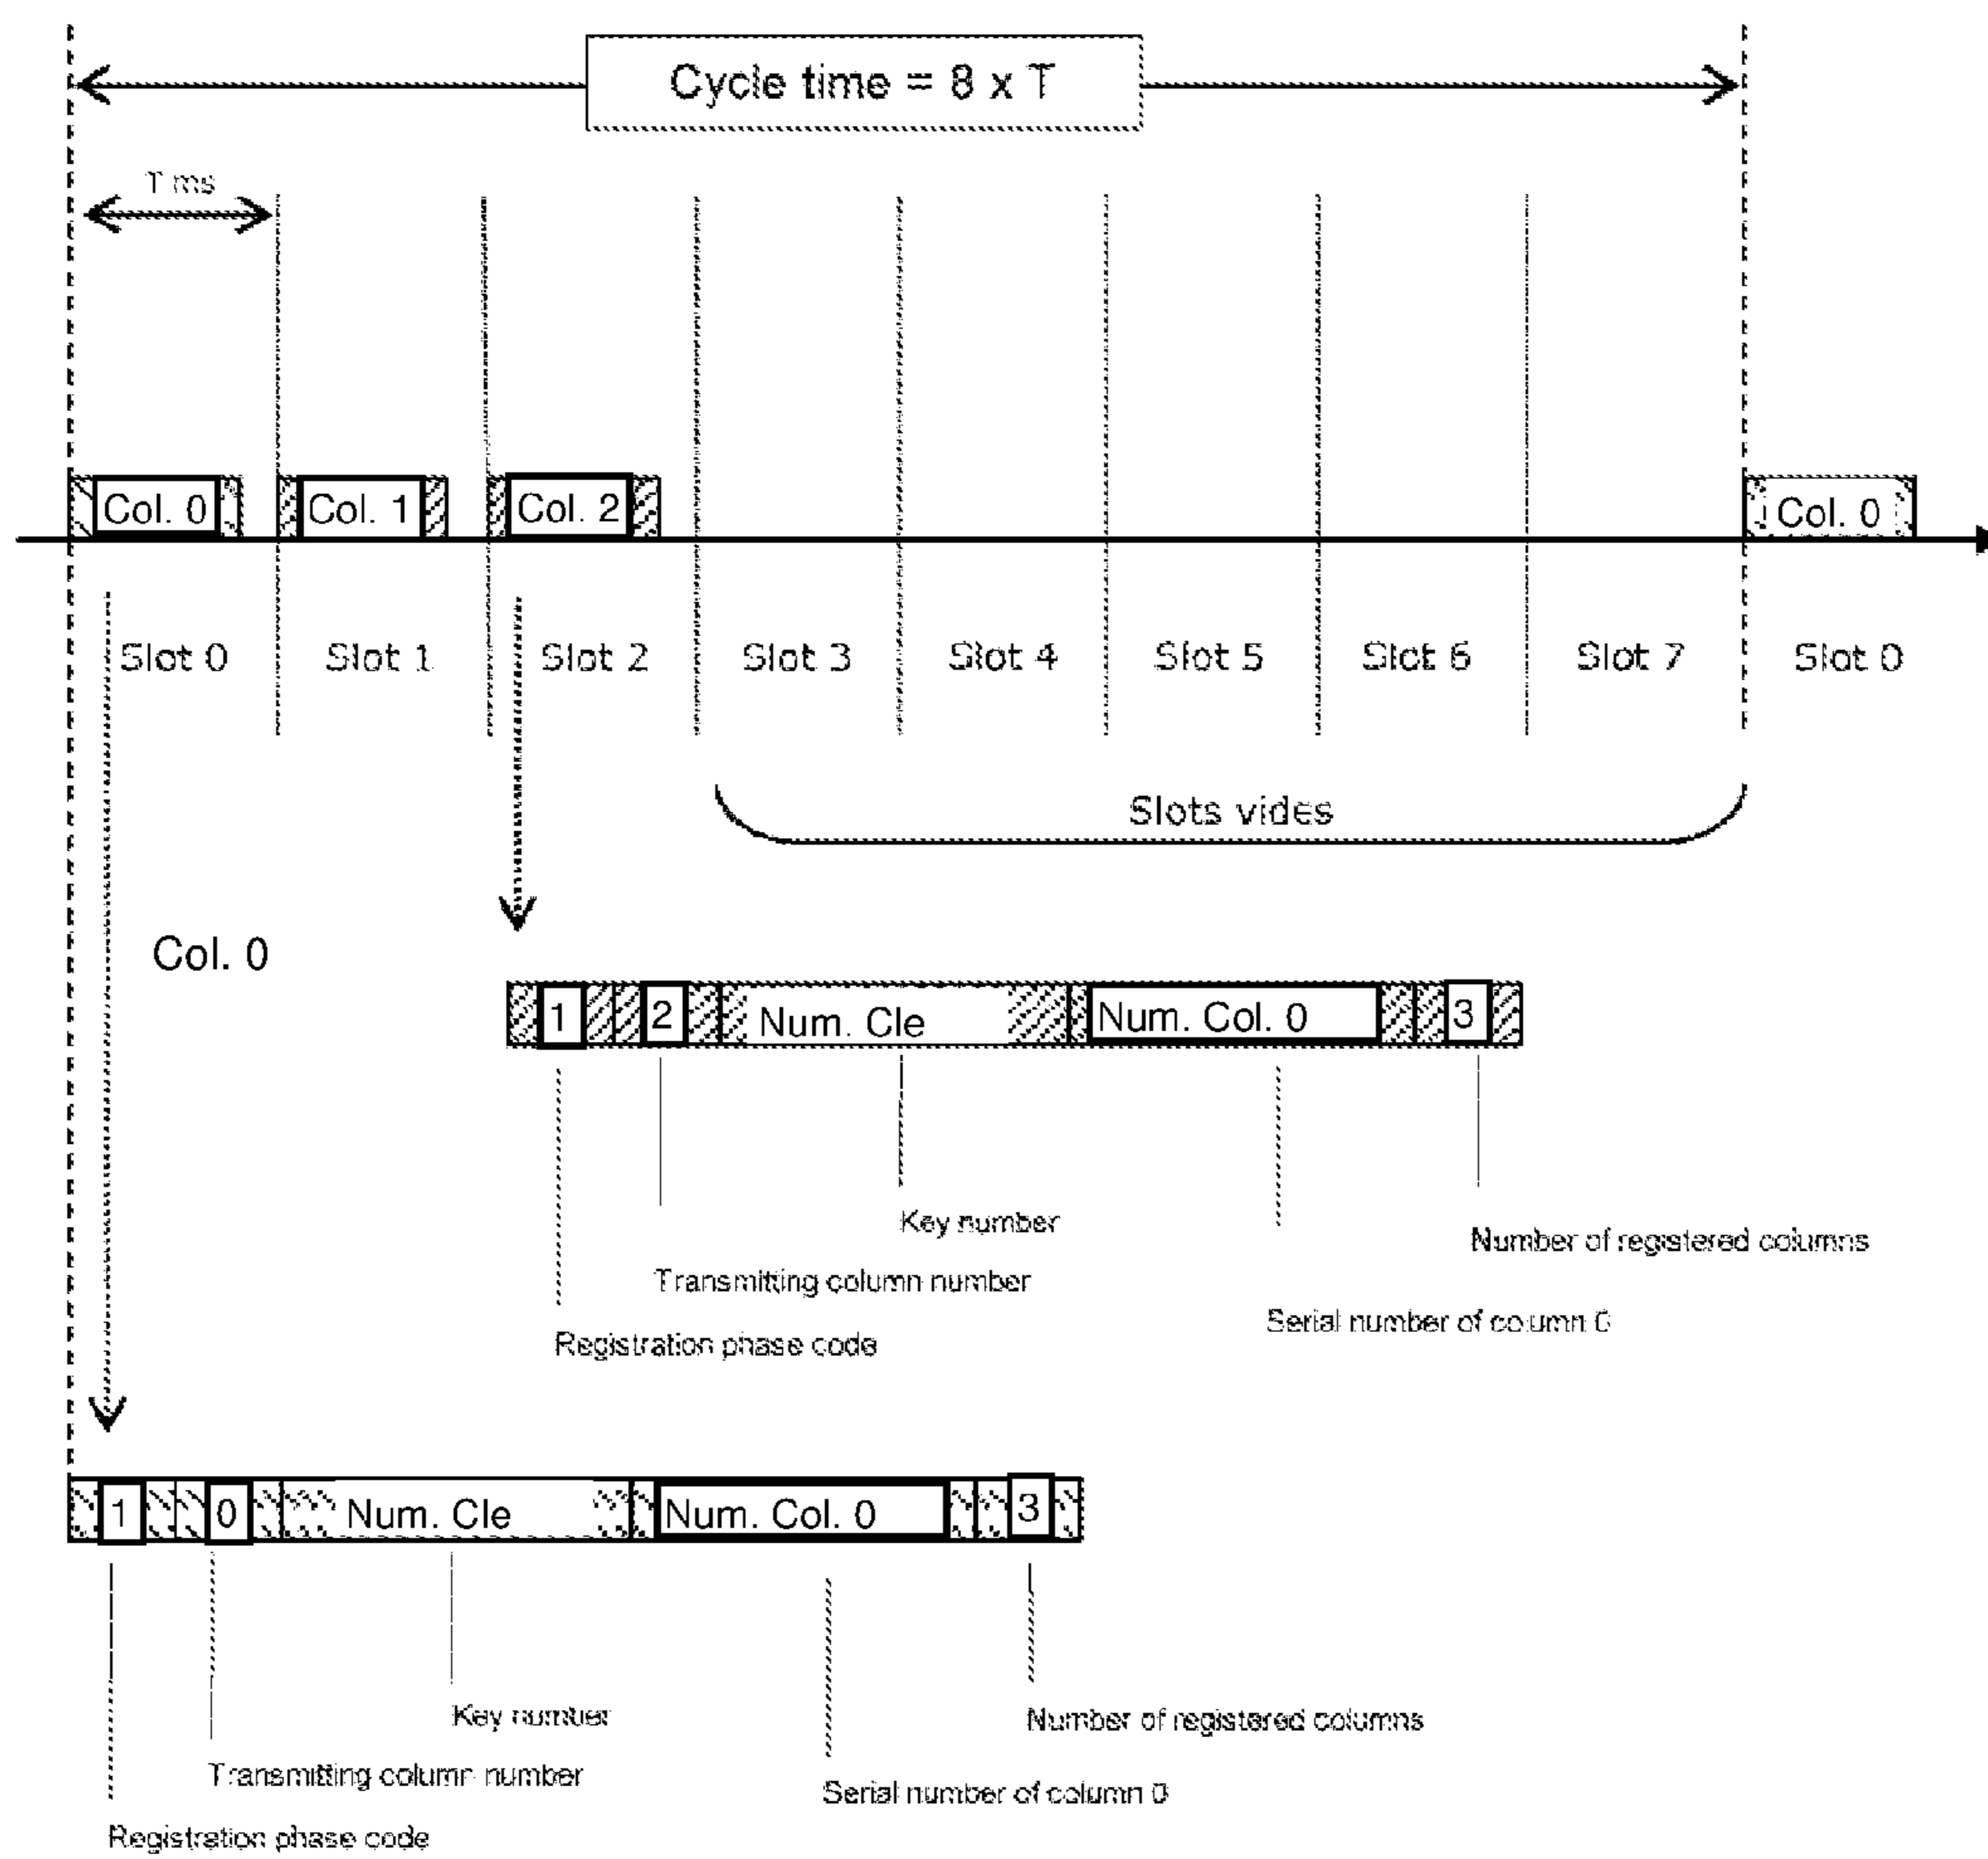 Cycle time = 8 x T
T ms
Col. 0 Col. 1 Col. 2 Col. 0
Slot 0 Slot 1 Slot 2 Slot 3 Slot 4 Slot 5 Slot 6 Slot 7 Slot 0
Slots vides
Col. 0
1 2 Num. Cle Num. Col. 0 3
Key number
Number of registered columns
Transmitting column number
Serial number of column 0
Registration phase code
1 0 Num. Cle Num. Col. 0 3
Key number
Number of registered columns
Transmitting column number
Serial number of column 0
Registration phase code